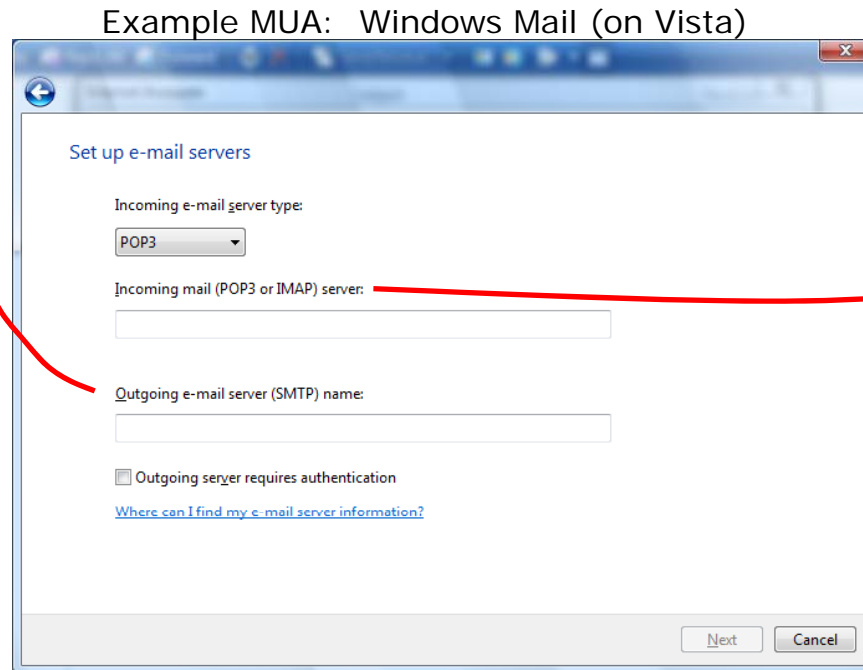 Example MUA: Windows Mail (on Vista)
Set up e-mail servers
Incoming e-mail server type:
POP3
Incoming mail (POP3 or IMAP) server:
Outgoing e-mail server (SMTP) name:
Outgoing server requires authentication
Where can I find my e-mail server information?
Next Cancel